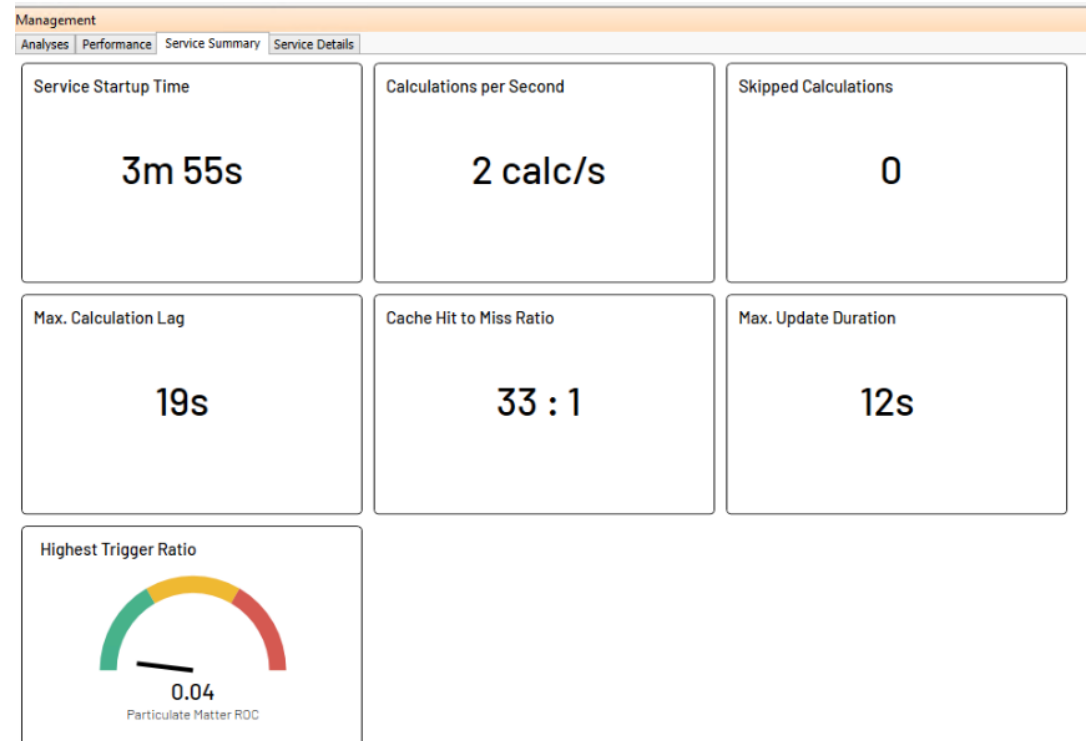 Management
Analyses Performance Service Summary Service Details
Service Startup Time
3m 55s
Calculations per Second
2 calc/s
Skipped Calculations
0
Max. Calculation Lag
19s
Cache Hit to Miss Ratio
33 : 1
Max. Update Duration
12s
Highest Trigger Ratio
0.04
Particulate Matter ROC